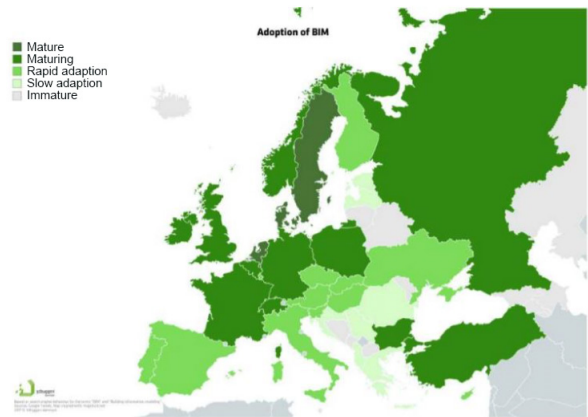 Adoption of BIM
Mature
Maturing
Rapid adaption
Slow adaption
Immature